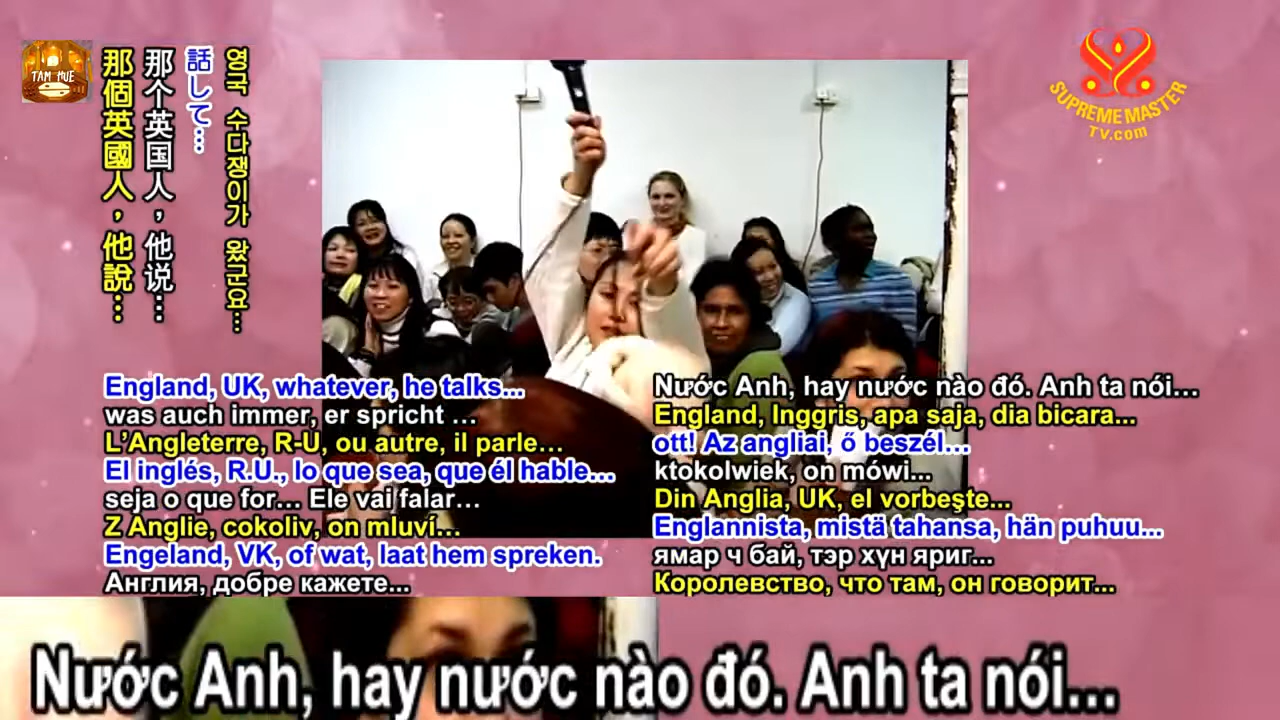 TAM HUE
영국 수다쟁이가 왔군요...
話して...
那个英国人，他说...
那個英國人，他說...
SUPREME MASTER
TV.com
England, UK, whatever, he talks...
was auch immer, er spricht ...
L’Angleterre, R-U, ou autre, il parle...
El inglés, R.U., lo que sea, que él hable...
seja o que for... Ele vai falar...
Z Anglie, cokoliv, on mluví...
Engeland, VK, of wat, laat hem spreken.
Англия, добре кажете...
Nước Anh, hay nước nào đó. Anh ta nói...
England, Inggris, apa saja, dia bicara...
ott! Az angliai, ő beszél...
ktokolwiek, on mówi...
Din Anglia, UK, el vorbeşte...
Englannista, mistä tahansa, hän puhuu...
ямар ч бай, тэр хүн яриг...
Королевство, что там, он говорит...
Nước Anh, hay nước nào đó. Anh ta nói...